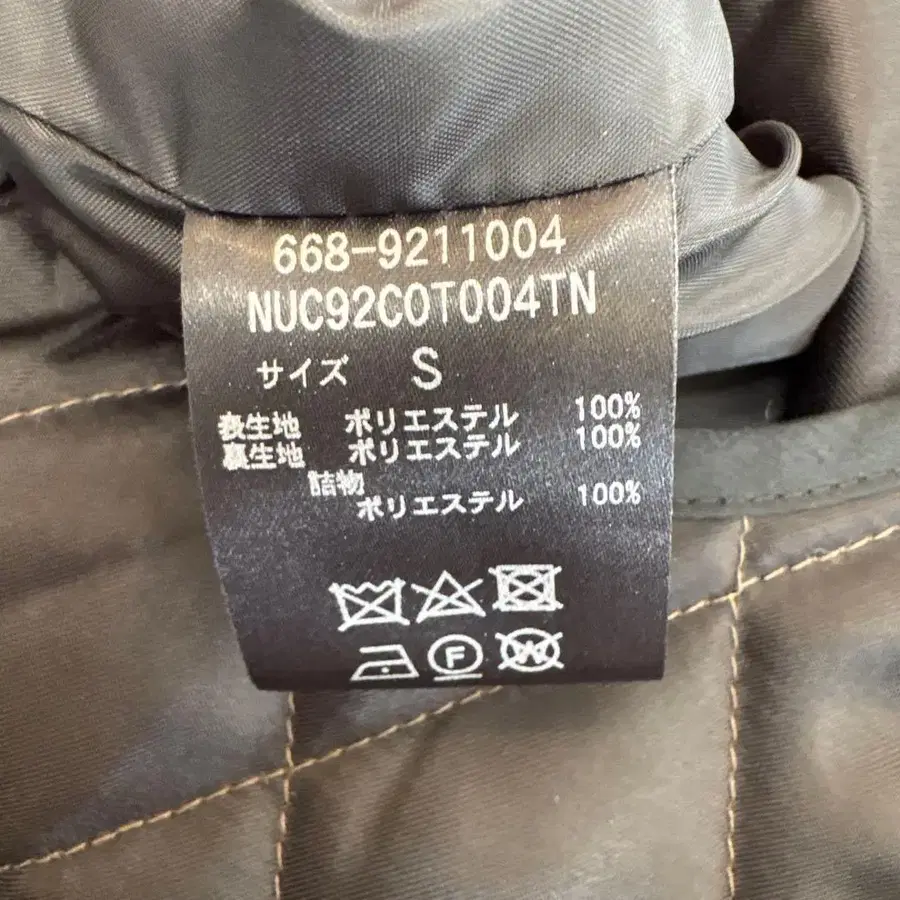 668-9211004
NUC92COT004TN
サイズ S
表生地 ポリエステル 100%
裏生地 ポリエステル 100%
詰物
ポリエステル 100%
F
W